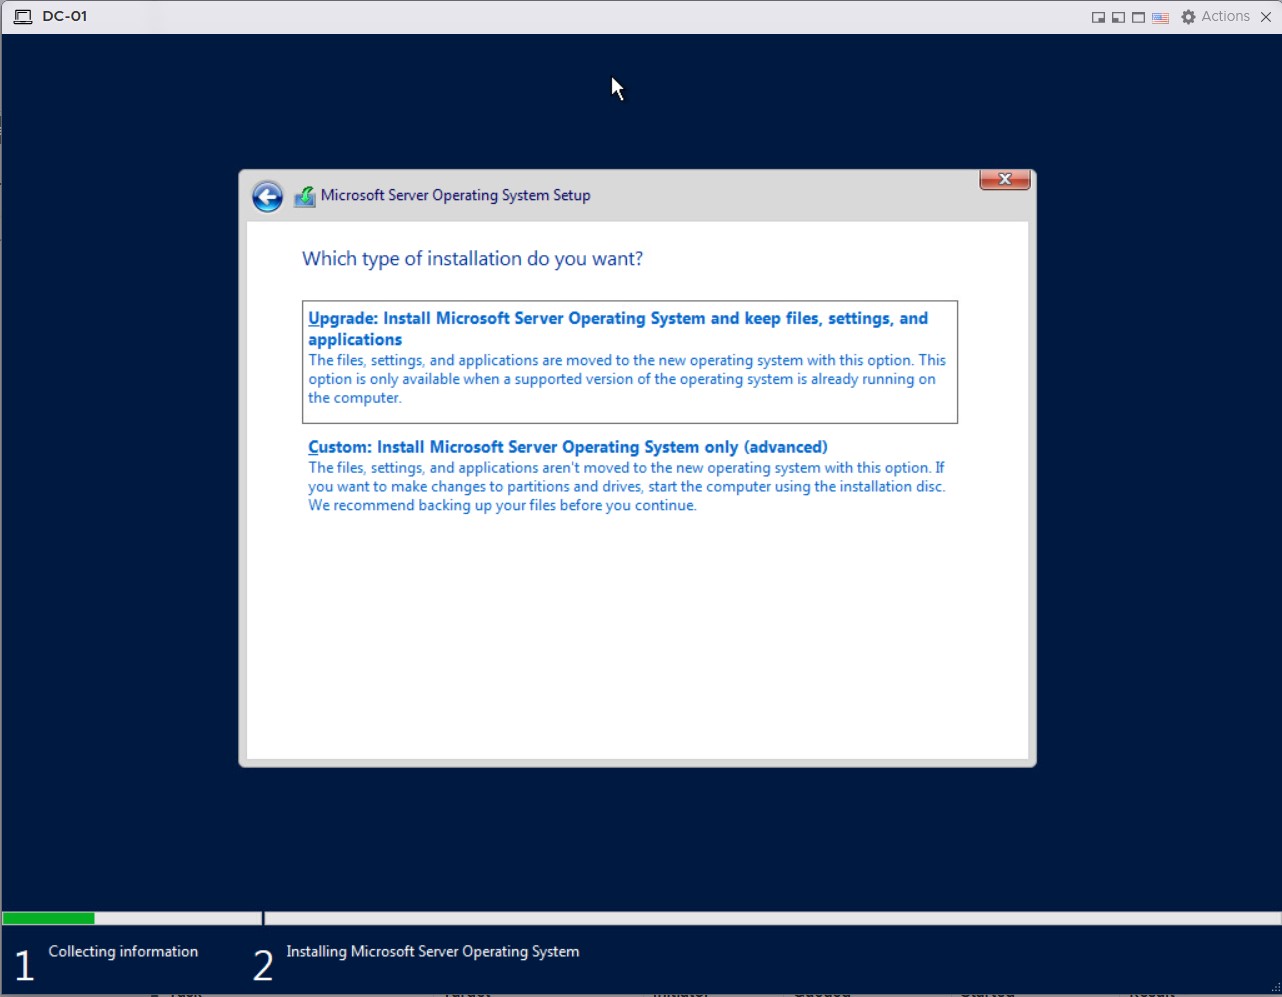 DC-01
Actions
Microsoft Server Operating System Setup
Which type of installation do you want?
Upgrade: Install Microsoft Server Operating System and keep files, settings, and
applications
The files, settings, and applications are moved to the new operating system with this option. This
option is only available when a supported version of the operating system is already running on
the computer.
Custom: Install Microsoft Server Operating System only (advanced)
The files, settings, and applications aren't moved to the new operating system with this option. If
you want to make changes to partitions and drives, start the computer using the installation disc.
We recommend backing up your files before you continue.
1 Collecting information
2 Installing Microsoft Server Operating System